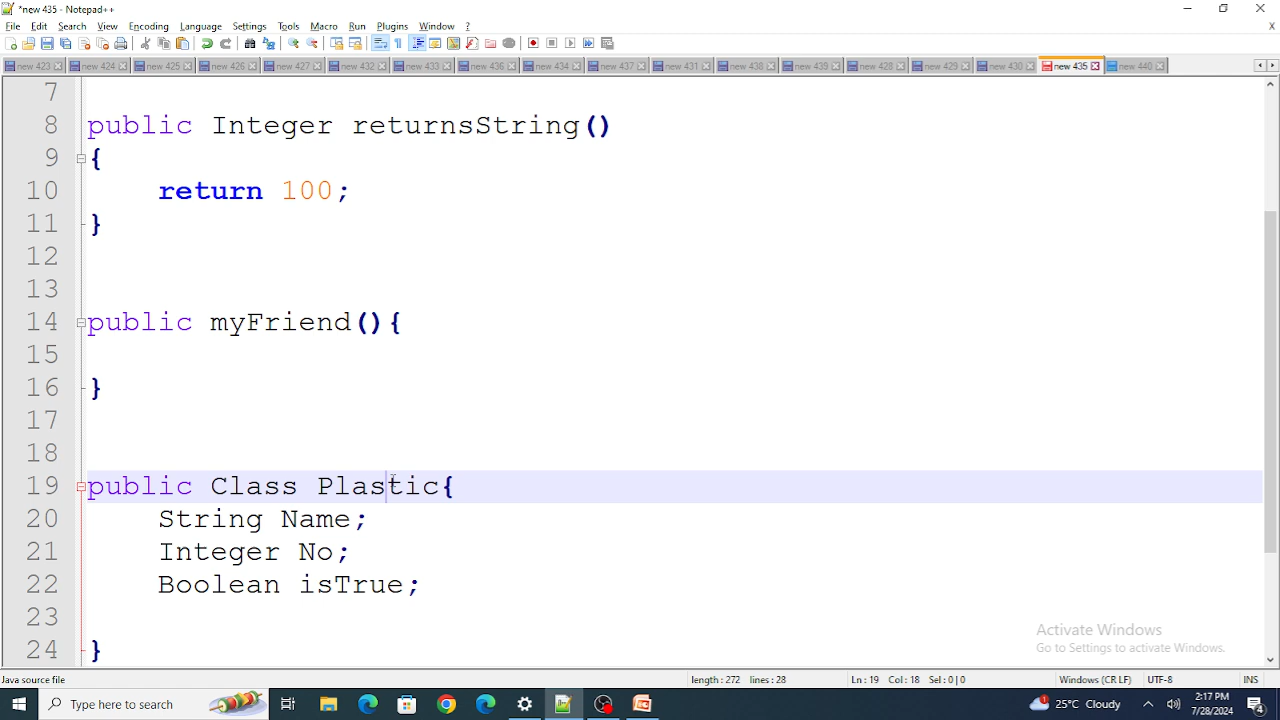 *new 435 - Notepad++
File Edit Search View Encoding Language Settings Tools Macro Run Plugins Window ? X
new 423 new 424 new 425 new 426 new 427 new 432 new 433 new 436 new 434 new 437 new 431 new 438 new 439 new 428 new 429 new 430 new 435 new 440
7
8 public Integer returnsString()
9 {
10 return 100;
11 }
12
13
14 public myFriend(){
15
16 }
17
18
19 public Class Plastic{
20 String Name;
21 Integer No;
22 Boolean isTrue;
23
24 }
Activate Windows
Go to Settings to activate Windows.
Java source file length: 272 lines: 28 Ln: 19 Col: 18 Sel: 0 | 0 Windows (CR LF) UTF-8 INS
Type here to search 25°C Cloudy 2:17 PM
7/28/2024 4